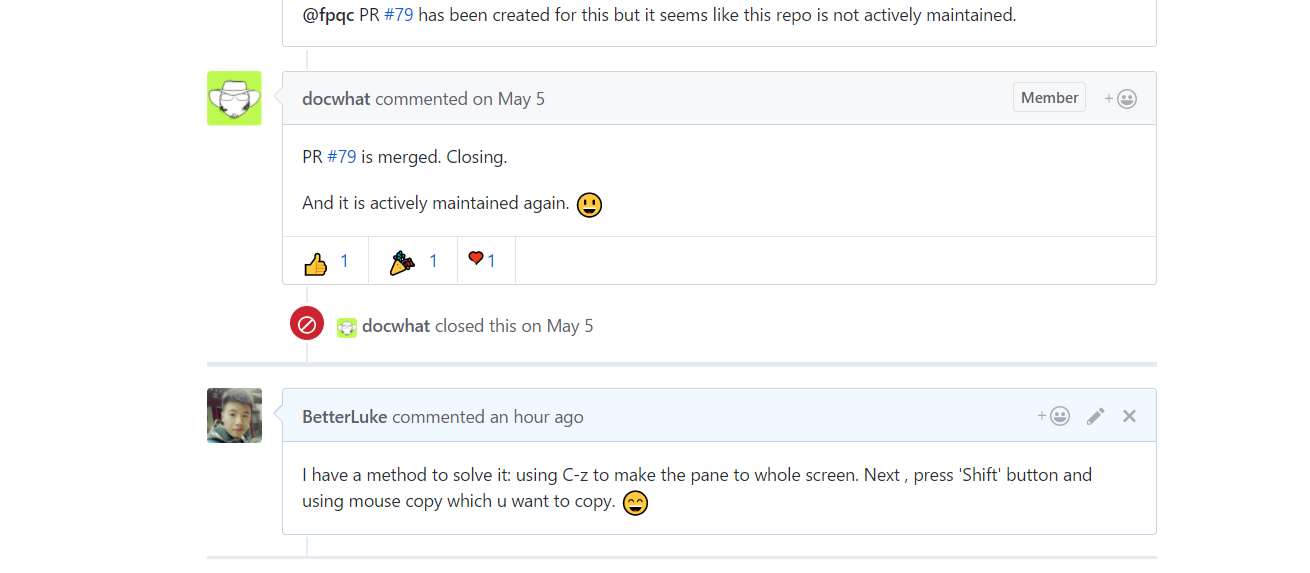 @fpqc PR #79 has been created for this but it seems like this repo is not actively maintained.
docwhat commented on May 5 Member +
PR #79 is merged. Closing.
And it is actively maintained again.
1 1 1
docwhat closed this on May 5
BetterLuke commented an hour ago +
I have a method to solve it: using C-z to make the pane to whole screen. Next , press 'Shift' button and
using mouse copy which u want to copy.